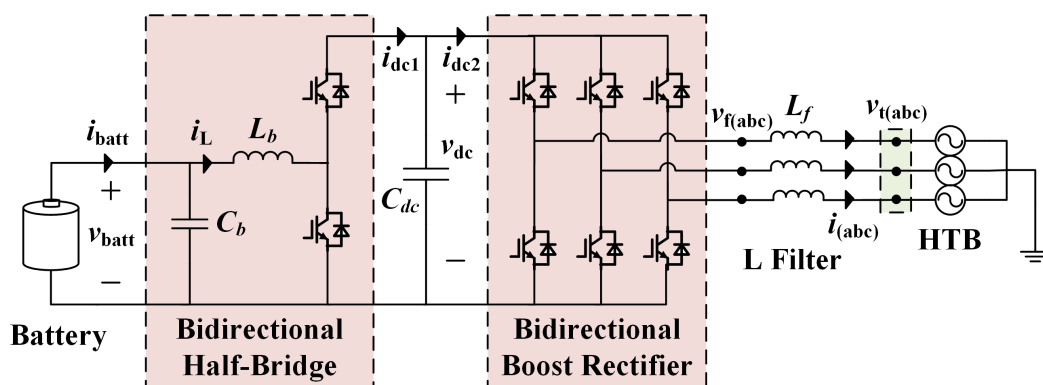 i_batt
+
v_batt
−
Battery
C_b
i_L
L_b
Bidirectional
Half-Bridge
i_dc1
i_dc2
+
v_dc
C_dc
−
Bidirectional
Boost Rectifier
v_f(abc)
L_f
v_t(abc)
i_(abc)
L Filter
HTB